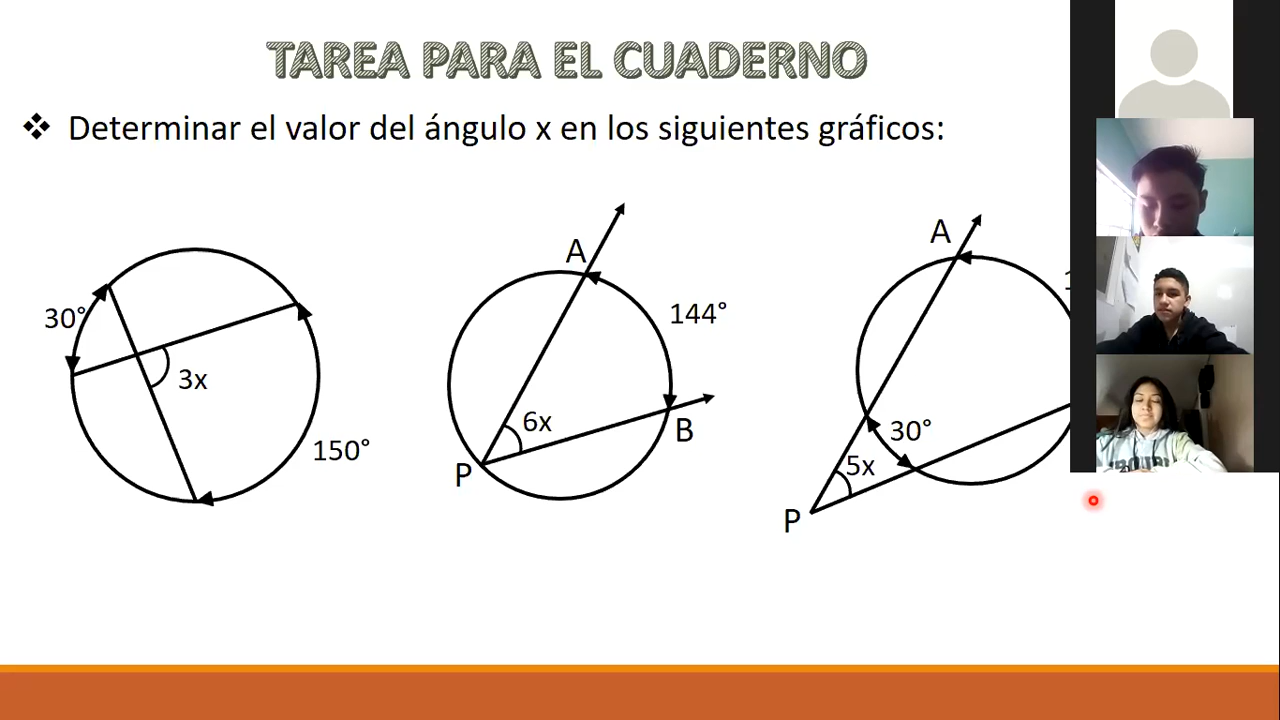 TAREA PARA EL CUADERNO
❖ Determinar el valor del ángulo x en los siguientes gráficos:
30°
3x
150°
A
144°
6x
B
P
A
30°
5x
P